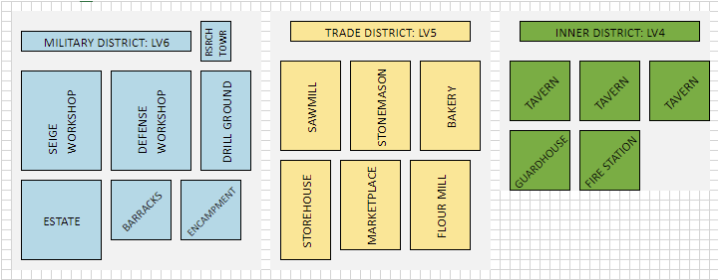 MILITARY DISTRICT: LV6
RSRCH
TOWR
SEIGE
WORKSHOP
DEFENSE
WORKSHOP
DRILL GROUND
ESTATE
BARRACKS
ENCAMPMENT
TRADE DISTRICT: LV5
SAWMILL
STONEMASON
BAKERY
STOREHOUSE
MARKETPLACE
FLOUR MILL
INNER DISTRICT: LV4
TAVERN
TAVERN
TAVERN
GUARDHOUSE
FIRE STATION